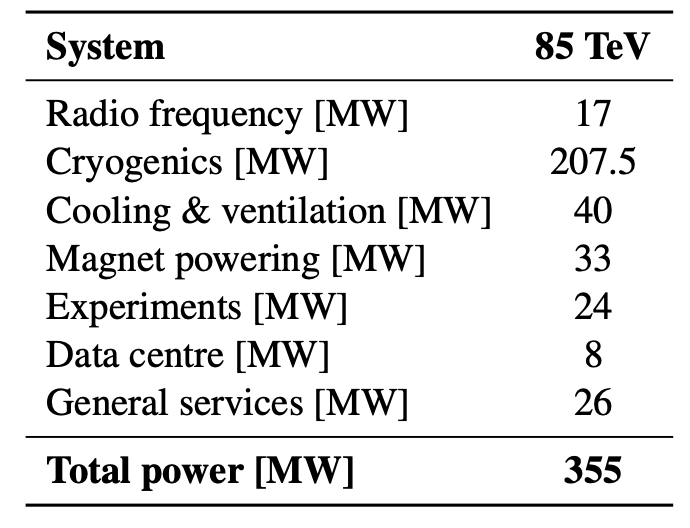 System 85 TeV
Radio frequency [MW] 17
Cryogenics [MW] 207.5
Cooling & ventilation [MW] 40
Magnet powering [MW] 33
Experiments [MW] 24
Data centre [MW] 8
General services [MW] 26
Total power [MW] 355